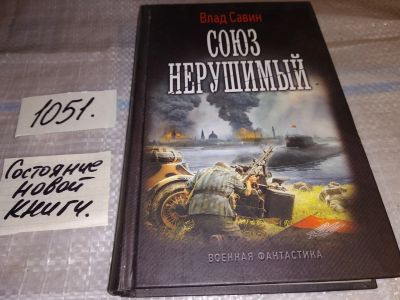 1051.
Состояние
новой
книги.
Влад Савин
СОЮЗ
НЕРУШИМЫЙ
ВОЕННАЯ ФАНТАСТИКА